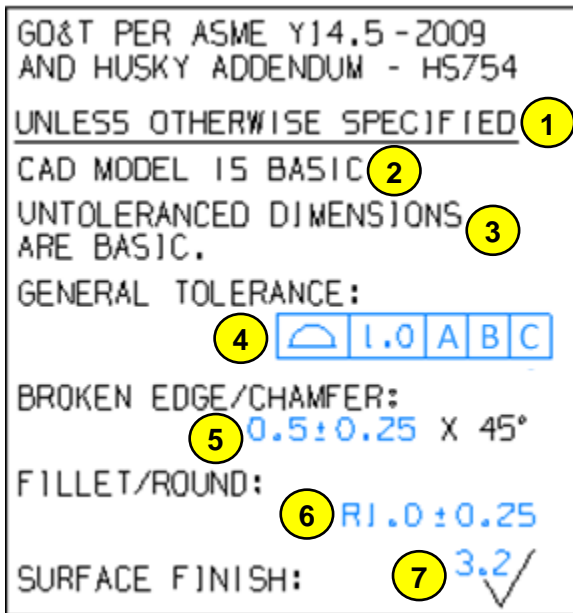 GD&T PER ASME Y14.5-2009
AND HUSKY ADDENDUM - HS754
UNLESS OTHERWISE SPECIFIED 1
CAD MODEL IS BASIC 2
UNTOLERANCED DIMENSIONS 3
ARE BASIC.
GENERAL TOLERANCE:
4 ⌓ 1.0 A B C
BROKEN EDGE/CHAMFER:
5 0.5±0.25 X 45°
FILLET/ROUND:
6 R1.0±0.25
SURFACE FINISH: 7 3.2